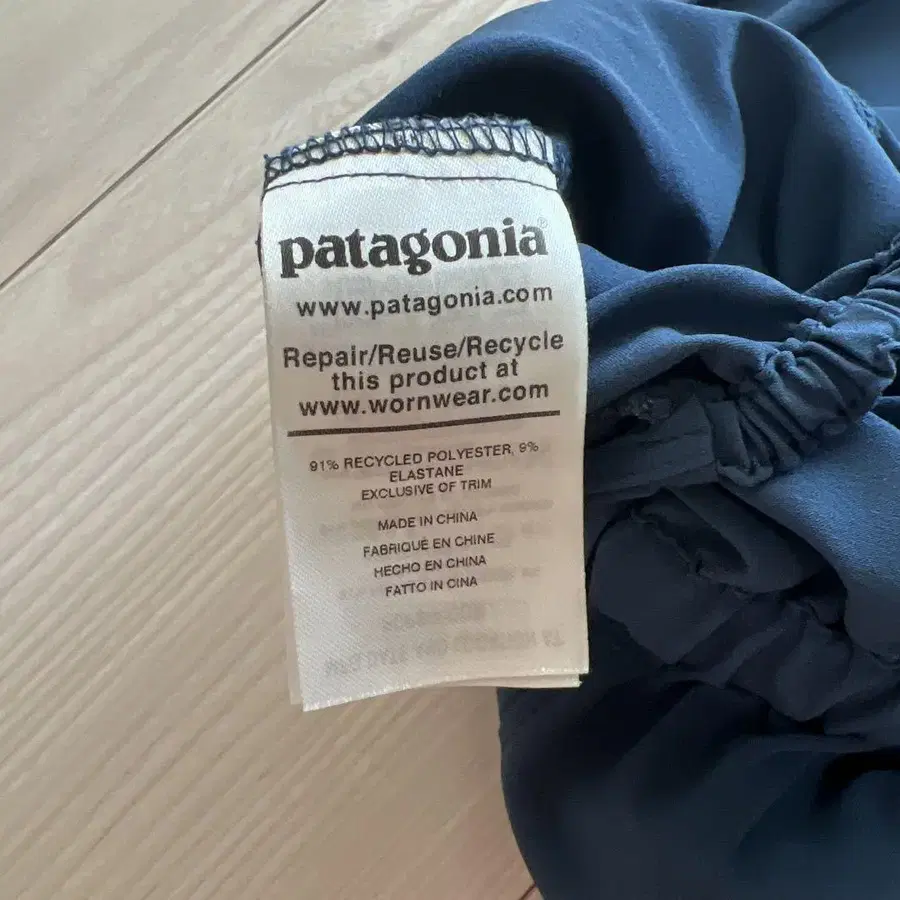 patagonia®
www.patagonia.com
Repair/Reuse/Recycle
this product at
www.wornwear.com
91% RECYCLED POLYESTER, 9%
ELASTANE
EXCLUSIVE OF TRIM
MADE IN CHINA
FABRIQUÉ EN CHINE
HECHO EN CHINA
FATTO IN CINA